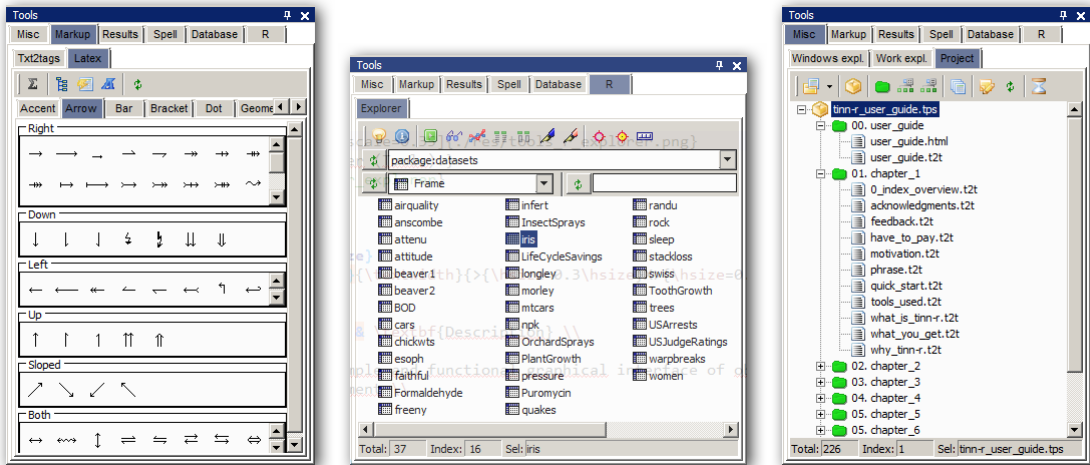 Tools
Misc Markup Results Spell Database R
Txt2tags Latex
Accent Arrow Bar Bracket Dot Geome
Right
Down
Left
Up
Sloped
Both
Tools
Misc Markup Results Spell Database R
Explorer
package:datasets
Frame
airquality infert randu
anscombe InsectSprays rock
attenu iris sleep
attitude LifeCycleSavings stackloss
beaver1 longley swiss
beaver2 morley ToothGrowth
BOD mtcars trees
cars npk USArrests
chickwts OrchardSprays USJudgeRatings
esoph PlantGrowth warpbreaks
faithful pressure women
Formaldehyde Puromycin
freeny quakes
Total: 37 Index: 16 Sel: iris
Tools
Misc Markup Results Spell Database R
Windows expl. Work expl. Project
tinn-r_user_guide.tps
00. user_guide
user_guide.html
user_guide.t2t
01. chapter_1
0_index_overview.t2t
acknowledgments.t2t
feedback.t2t
have_to_pay.t2t
motivation.t2t
phrase.t2t
quick_start.t2t
tools_used.t2t
what_is_tinn-r.t2t
what_you_get.t2t
why_tinn-r.t2t
02. chapter_2
03. chapter_3
04. chapter_4
05. chapter_5
05. chapter_6
Total: 226 Index: 1 Sel: tinn-r_user_guide.tps